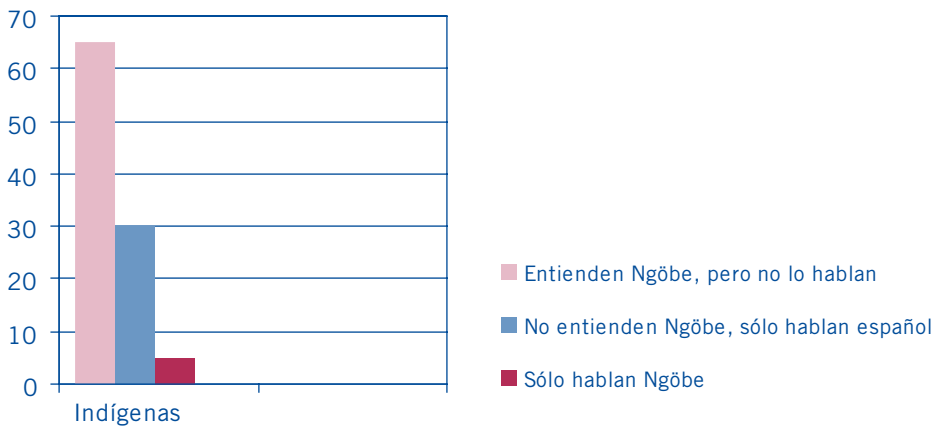 70
60
50
40
30
20
10
0
Indígenas
Entienden Ngöbe, pero no lo hablan
No entienden Ngöbe, sólo hablan español
Sólo hablan Ngöbe